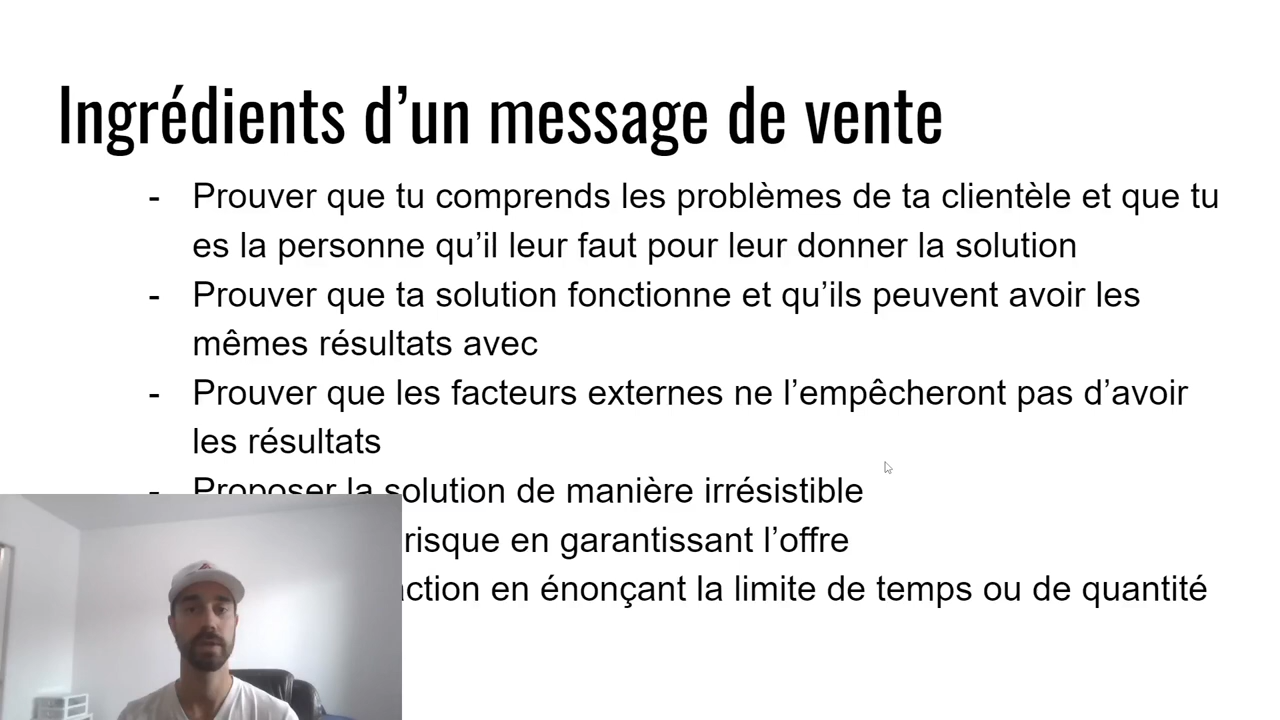 Ingrédients d’un message de vente
- Prouver que tu comprends les problèmes de ta clientèle et que tu
es la personne qu’il leur faut pour leur donner la solution
- Prouver que ta solution fonctionne et qu’ils peuvent avoir les
mêmes résultats avec
- Prouver que les facteurs externes ne l’empêcheront pas d’avoir
les résultats
- Proposer la solution de manière irrésistible
risque en garantissant l’offre
en énonçant la limite de temps ou de quantité